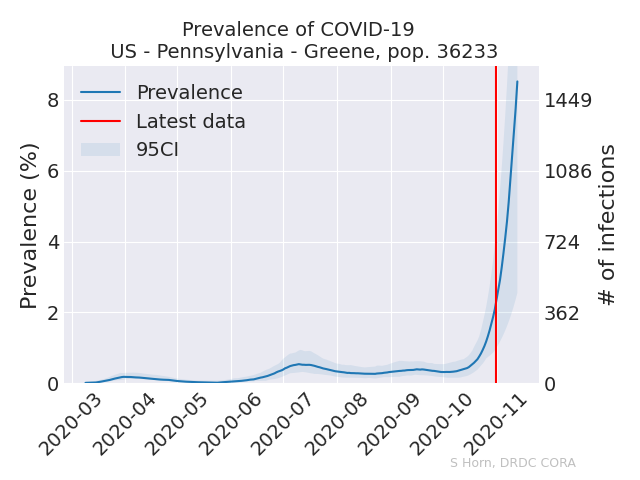 Prevalence of COVID-19
US - Pennsylvania - Greene, pop. 36233
Prevalence
Latest data
95CI
Prevalence (%)
8
6
4
2
0
1449
1086
724
362
0
# of infections
2020-03
2020-04
2020-05
2020-06
2020-07
2020-08
2020-09
2020-10
2020-11
S Horn, DRDC CORA